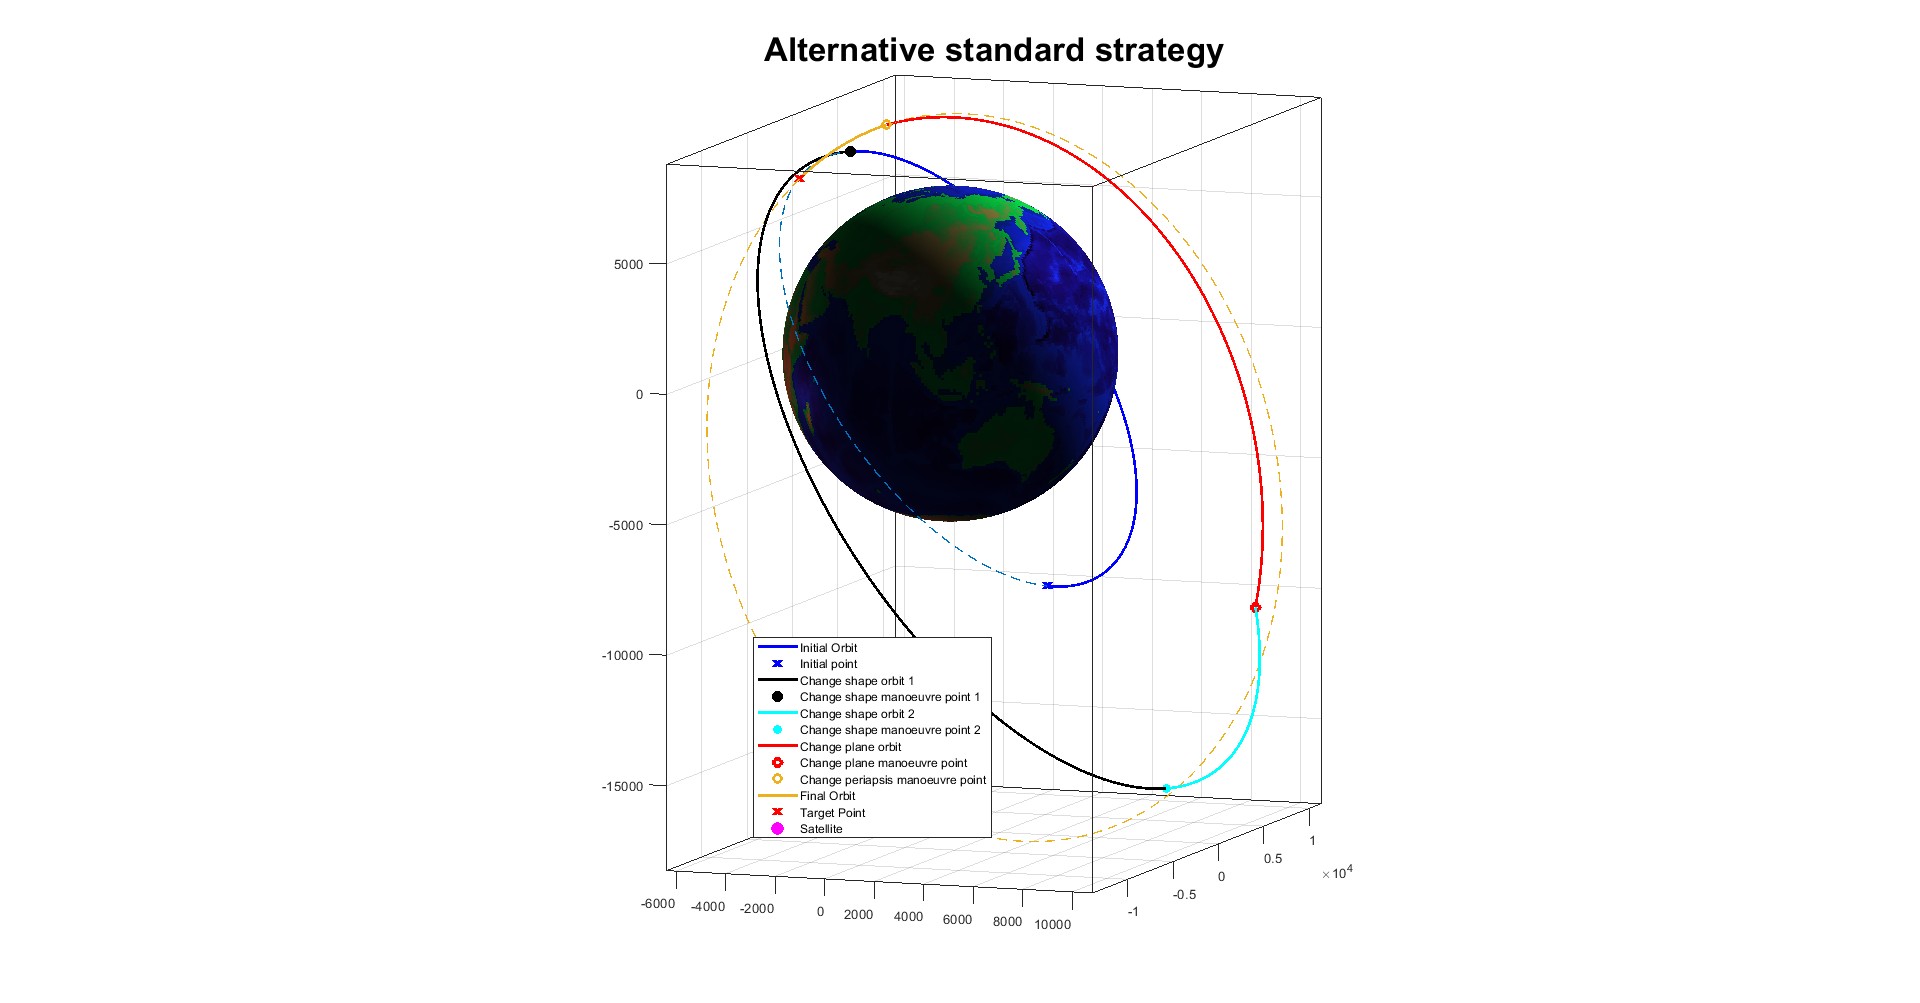 Alternative standard strategy
5000
0
-5000
-10000
-15000
Initial Orbit
Initial point
Change shape orbit 1
Change shape manoeuvre point 1
Change shape orbit 2
Change shape manoeuvre point 2
Change plane orbit
Change plane manoeuvre point
Change periapsis manoeuvre point
Final Orbit
Target Point
Satellite
-6000 -4000 -2000 0 2000 4000 6000 8000 10000
-1 -0.5 0 0.5 1
×10^4